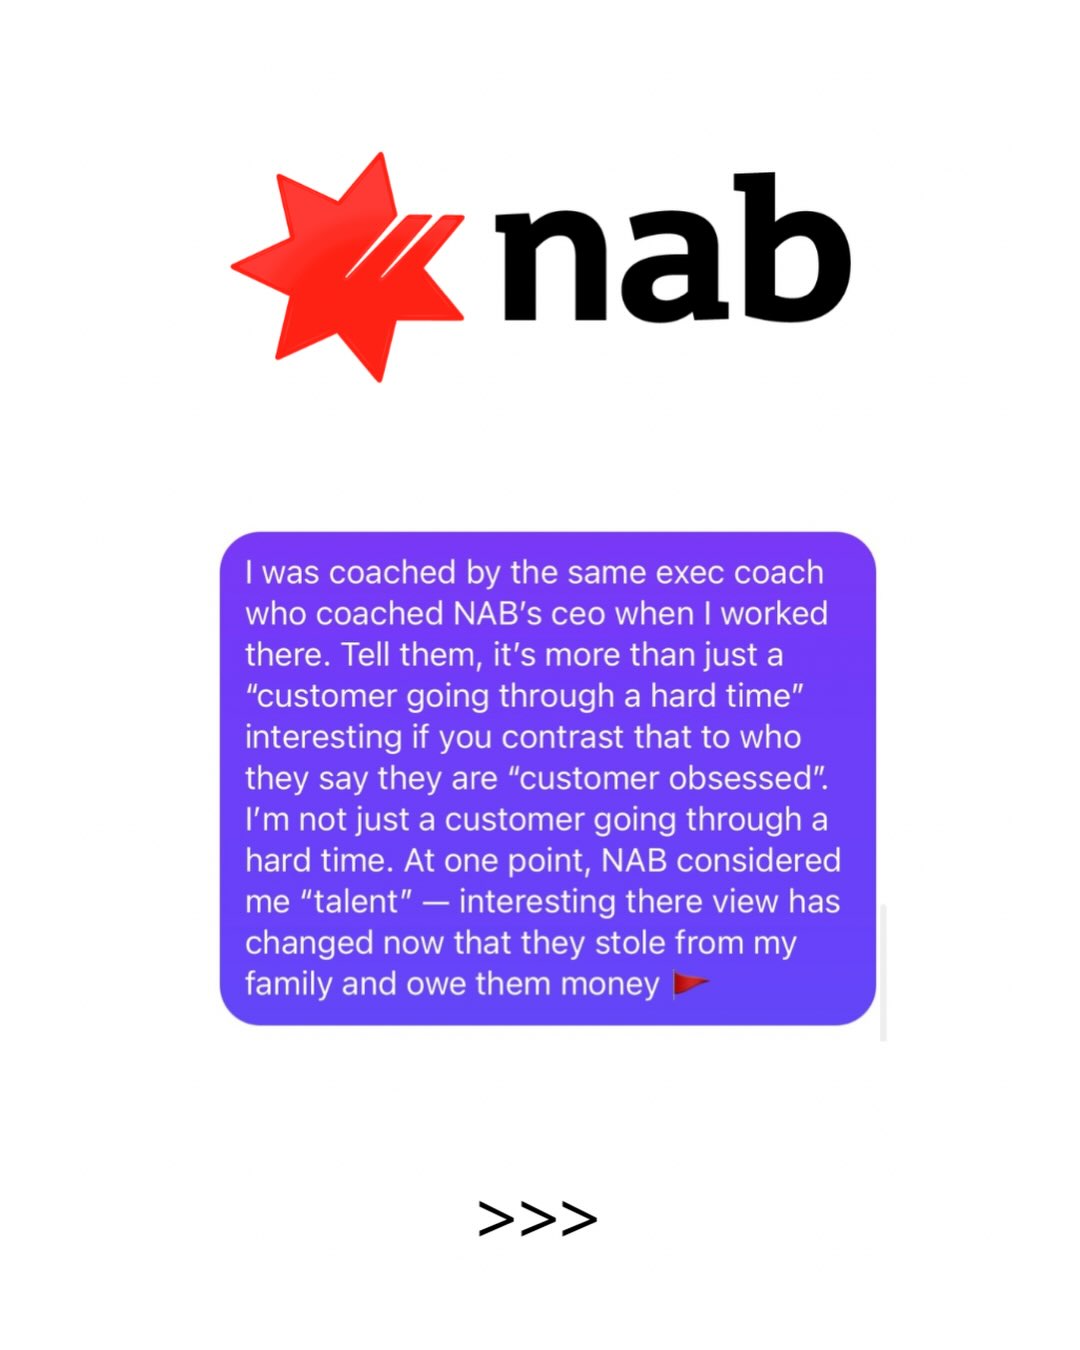 nab
I was coached by the same exec coach
who coached NAB’s ceo when I worked
there. Tell them, it’s more than just a
“customer going through a hard time”
interesting if you contrast that to who
they say they are “customer obsessed”.
I’m not just a customer going through a
hard time. At one point, NAB considered
me “talent” — interesting there view has
changed now that they stole from my
family and owe them money 🚩
>>>